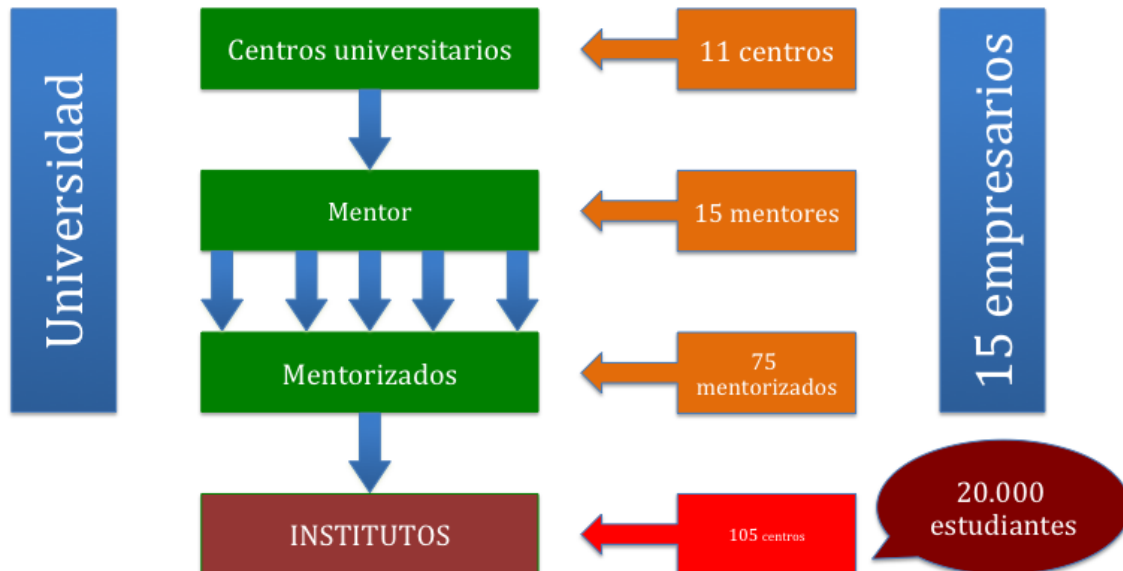 Universidad
Centros universitarios
11 centros
Mentor
15 mentores
Mentorizados
75
mentorizados
INSTITUTOS
105 centros
15 empresarios
20.000
estudiantes